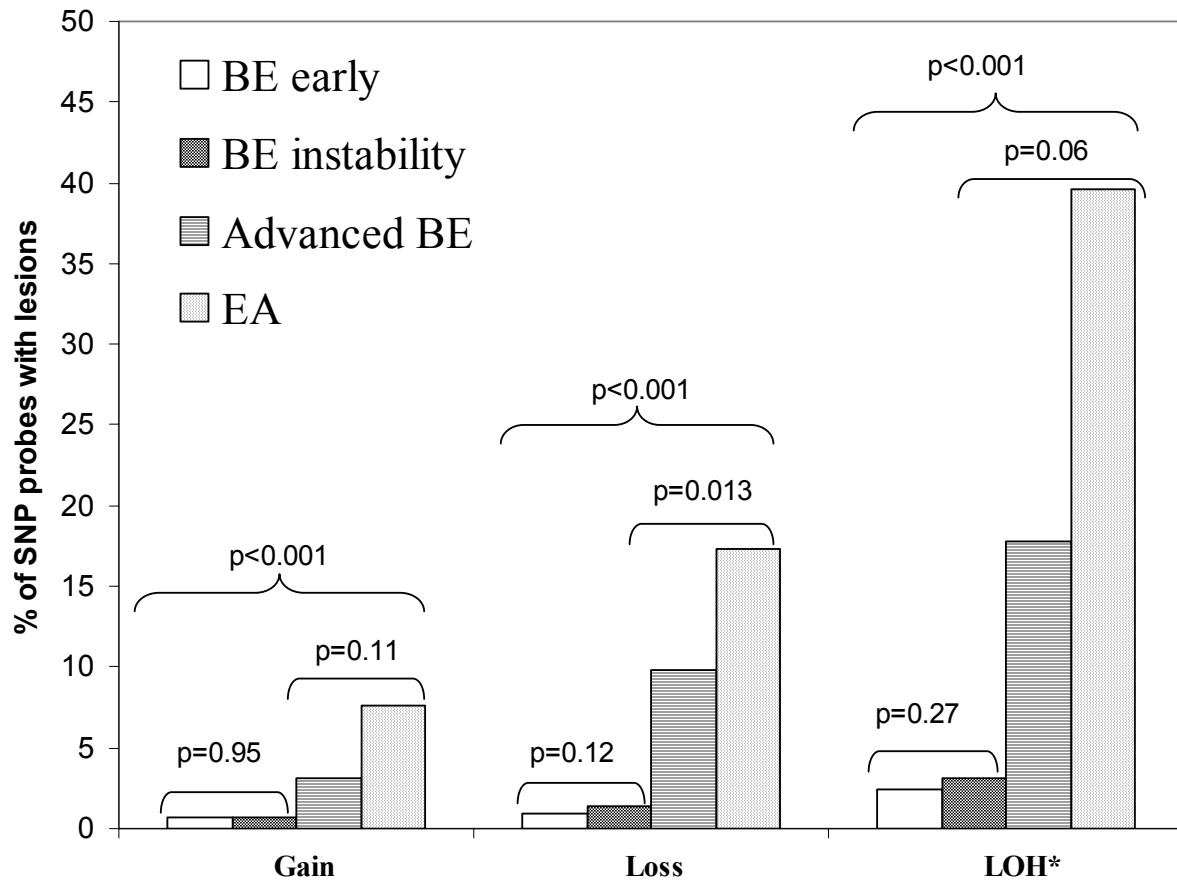 % of SNP probes with lesions
50
45
40
35
30
25
20
15
10
5
0
BE early
BE instability
Advanced BE
EA
p<0.001
p=0.06
p<0.001
p=0.013
p<0.001
p=0.11
p=0.95
p=0.12
p=0.27
Gain
Loss
LOH*